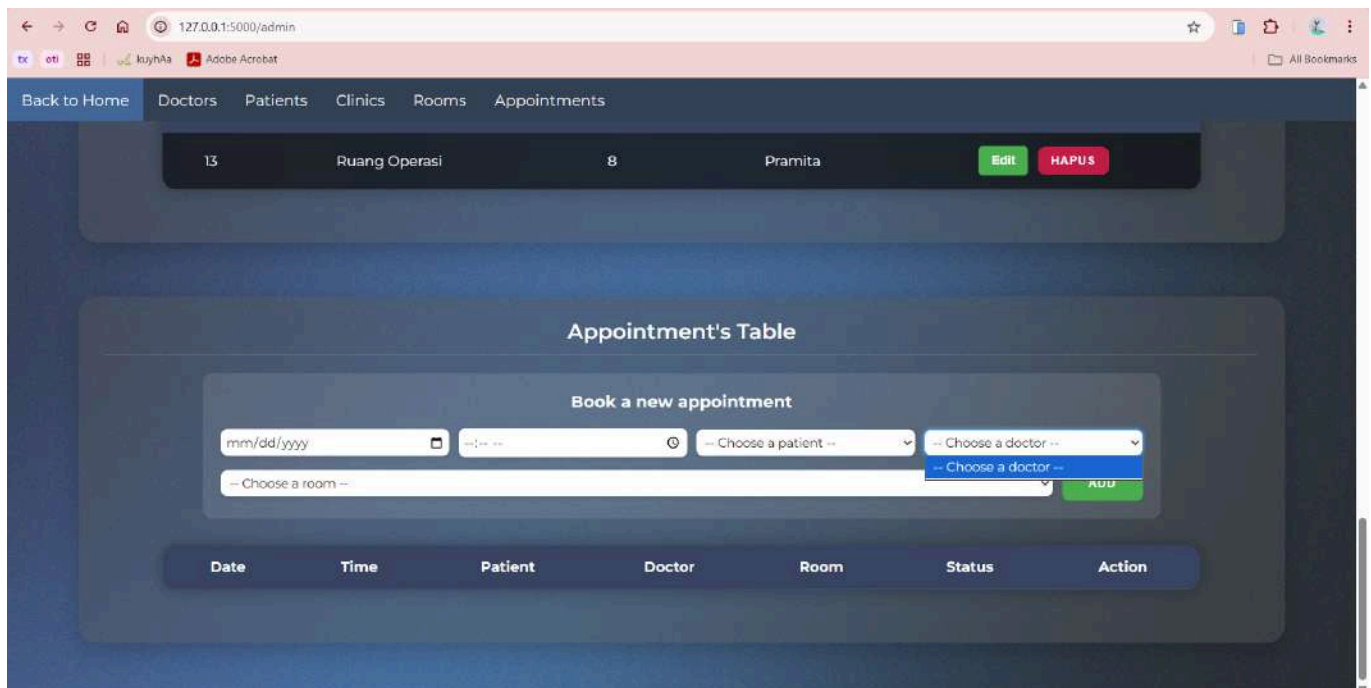 127.0.0.1:5000/admin
tx oti kuyhAa Adobe Acrobat All Bookmarks
Back to Home Doctors Patients Clinics Rooms Appointments
13 Ruang Operasi 8 Pramita Edit HAPUS
Appointment's Table
Book a new appointment
mm/dd/yyyy --:-- -- -- Choose a patient -- -- Choose a doctor --
-- Choose a doctor --
-- Choose a room -- ADD
Date Time Patient Doctor Room Status Action